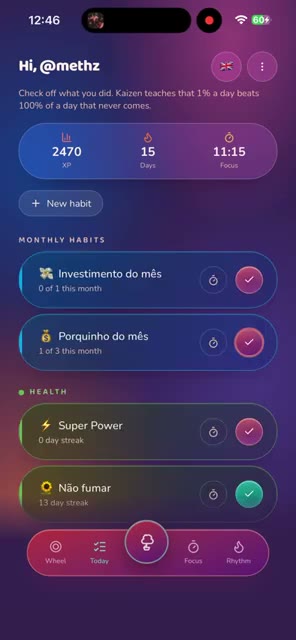 12:46
60
Hi, @methz
Check off what you did. Kaizen teaches that 1% a day beats
100% of a day that never comes.
2470
XP
15
Days
11:15
Focus
+ New habit
MONTHLY HABITS
Investimento do mês
0 of 1 this month
Porquinho do mês
1 of 3 this month
HEALTH
Super Power
0 day streak
Não fumar
13 day streak
Wheel
Today
Focus
Rhythm